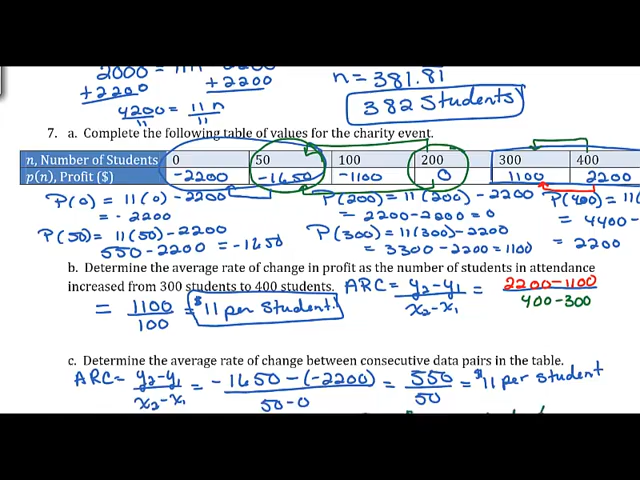 2000 = 11n - 2200
+2200 +2200
4200 = 11n
11 11
n = 381.81
382 Students
7. a. Complete the following table of values for the charity event.
n, Number of Students 0 50 100 200 300 400
p(n), Profit ($) -2200 -1650 -1100 0 1100 2200
P(0) = 11(0) - 2200
= -2200
P(50) = 11(50) - 2200
550 - 2200 = -1650
P(200) = 11(200) - 2200
= 2200 - 2000 = 0
P(300) = 11(300) - 2200
= 3300 - 2200 = 1100
P(400) = 11(
= 4400 -
= 2200
b. Determine the average rate of change in profit as the number of students in attendance
increased from 300 students to 400 students. ARC = y2-y1 / x2-x1 = 2200-1100 / 400-300
= 1100 / 100 = $11 per student!
c. Determine the average rate of change between consecutive data pairs in the table.
ARC = y2-y1 / x2-x1 = -1650-(-2200) / 50-0 = 550 / 50 = $11 per student